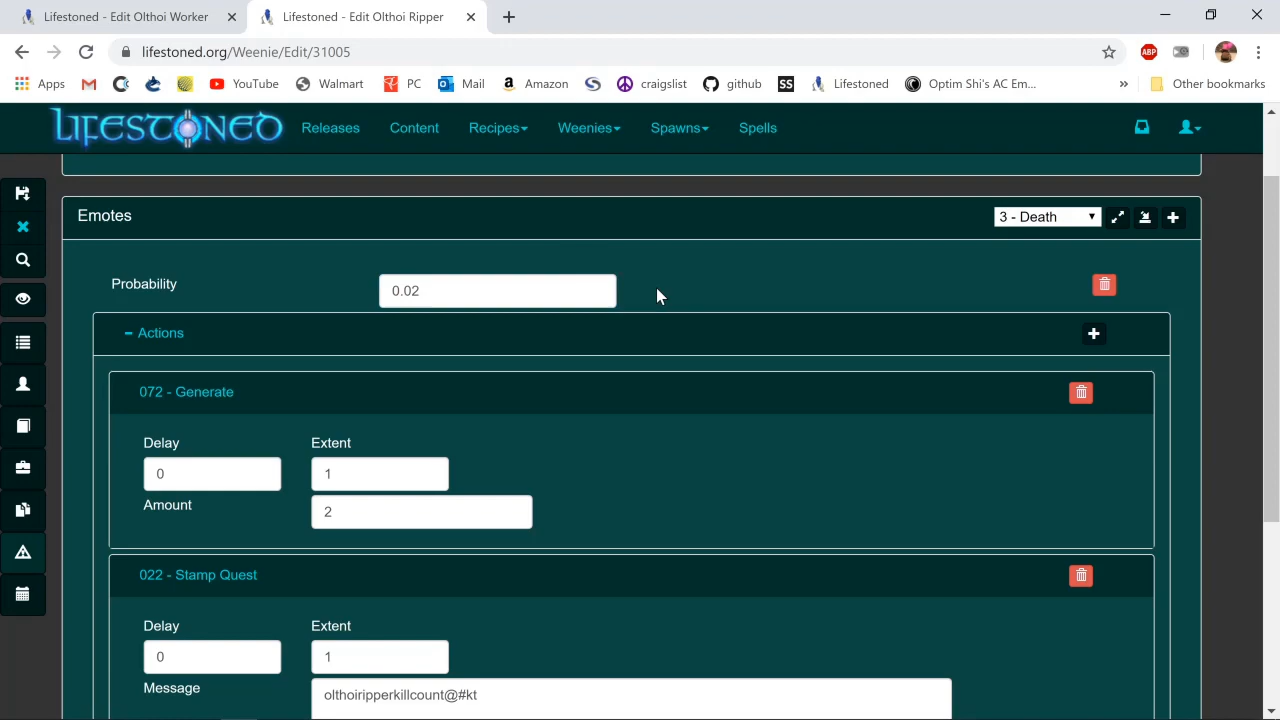 Lifestoned - Edit Olthoi Worker
Lifestoned - Edit Olthoi Ripper
lifestoned.org/Weenie/Edit/31005
ABP
Apps
YouTube
Walmart
PC
Mail
Amazon
craigslist
github
SS
Lifestoned
Optim Shi's AC Em...
»
Other bookmarks
LIFESTONED
Releases
Content
Recipes
Weenies
Spawns
Spells
Emotes
3 - Death
Probability
0.02
Actions
072 - Generate
Delay
Extent
0
1
Amount
2
022 - Stamp Quest
Delay
Extent
0
1
Message
olthoiripperkillcount@#kt